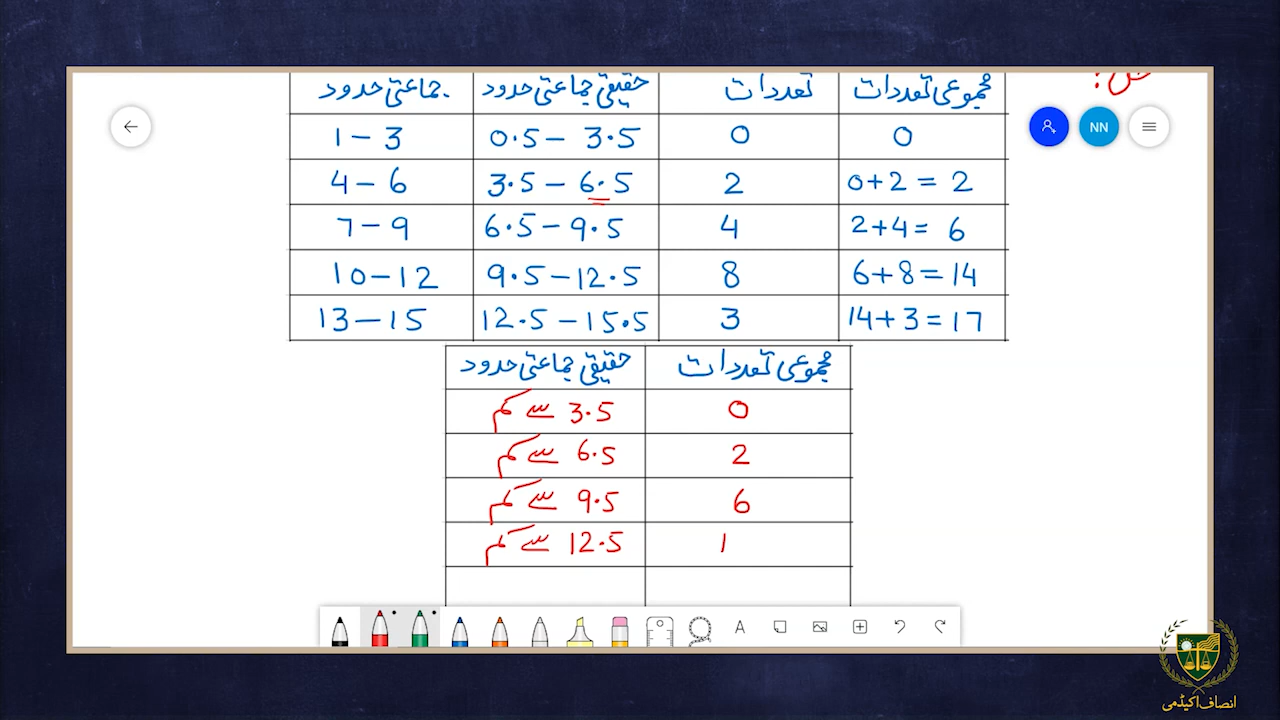 حل:
جماعتی حدود حقیقی جماعتی حدود تعددات مجموعی تعددات
1 – 3 0.5 – 3.5 0 0
4 – 6 3.5 – 6.5 2 0+2 = 2
7 – 9 6.5 – 9.5 4 2+4 = 6
10 – 12 9.5 – 12.5 8 6+8 = 14
13 – 15 12.5 – 15.5 3 14+3 = 17
حقیقی جماعتی حدود مجموعی تعددات
3.5 سے کم 0
6.5 سے کم 2
9.5 سے کم 6
12.5 سے کم 1
NN
A
انصاف اکیڈمی